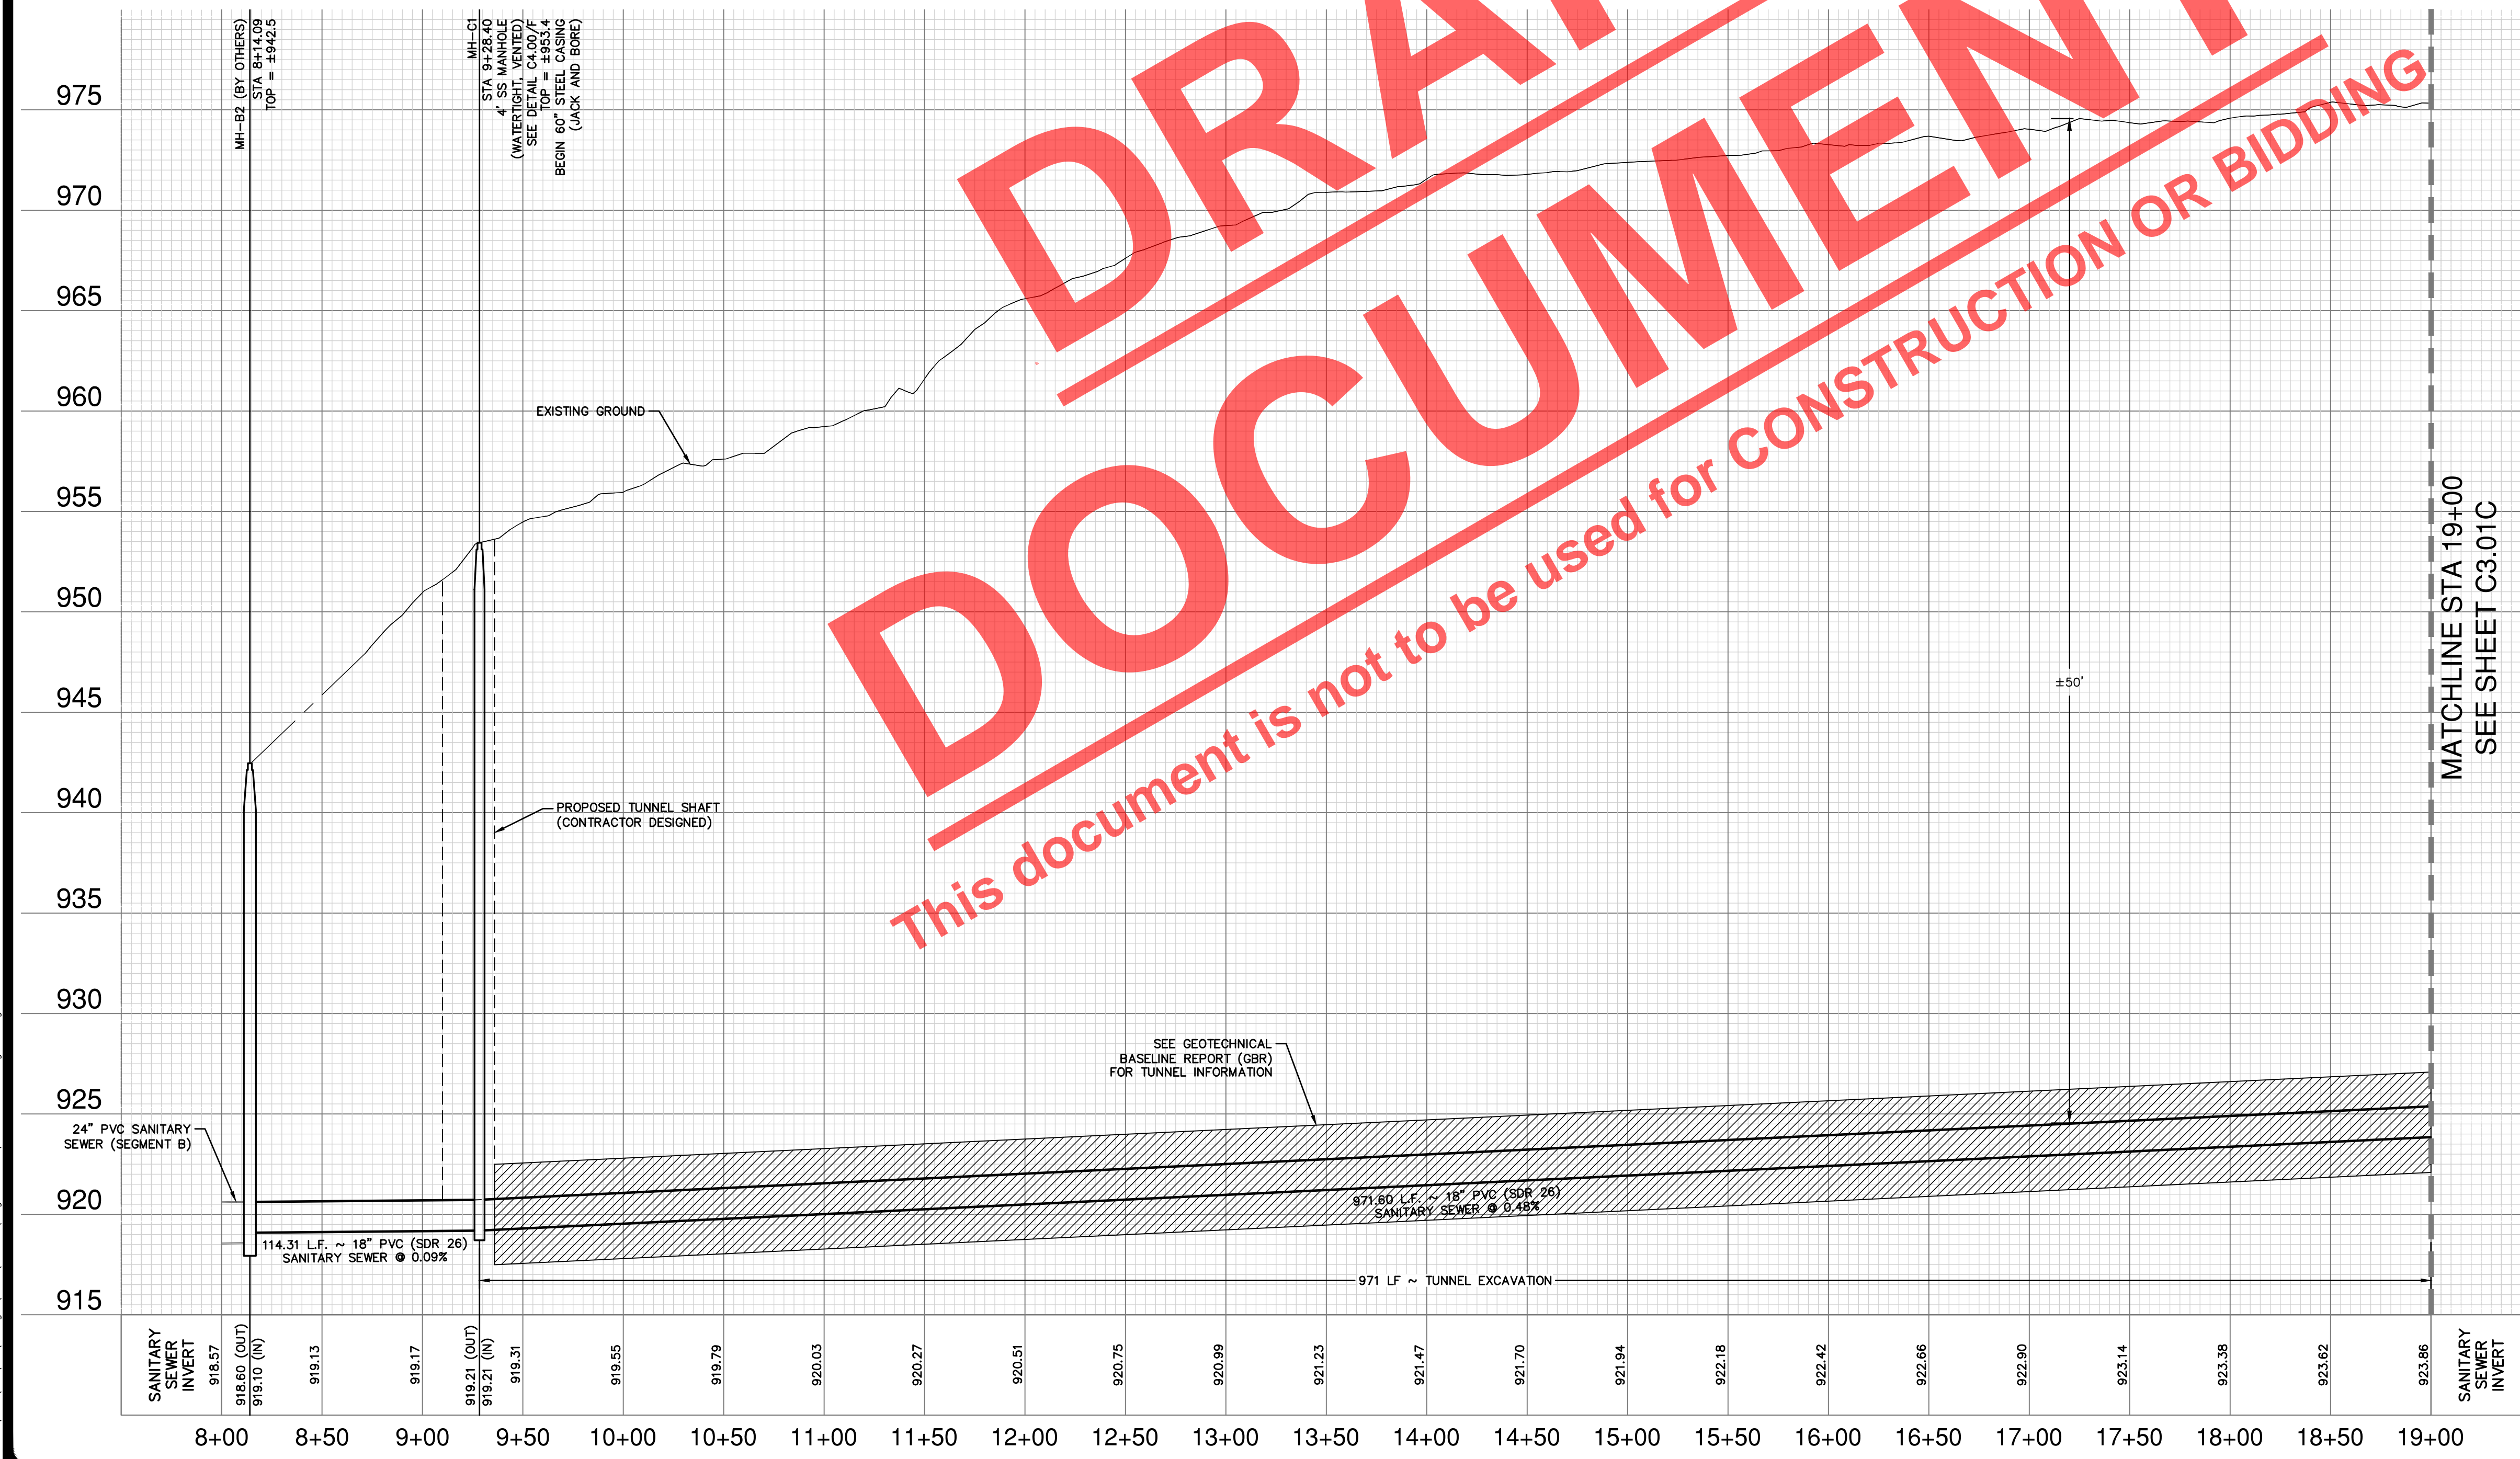 MH-B2 (BY OTHERS)
STA 8+14.09
TOP = ±942.5
MH-C1
STA 9+28.40
4' SS MANHOLE
(WATERTIGHT, VENTED)
SEE DETAIL C4.00/F
TOP = ±953.4
BEGIN 60" STEEL CASING
(JACK AND BORE)
DOCUMENT
This document is not to be used for CONSTRUCTION OR BIDDING
975
970
965
960
955
950
945
940
935
930
925
920
915
EXISTING GROUND
PROPOSED TUNNEL SHAFT
(CONTRACTOR DESIGNED)
±50'
MATCHLINE STA 19+00
SEE SHEET C3.01C
SEE GEOTECHNICAL
BASELINE REPORT (GBR)
FOR TUNNEL INFORMATION
24" PVC SANITARY
SEWER (SEGMENT B)
114.31 L.F. ~ 18" PVC (SDR 26)
SANITARY SEWER @ 0.09%
971.60 L.F. ~ 18" PVC (SDR 26)
SANITARY SEWER @ 0.48%
971 LF ~ TUNNEL EXCAVATION
SANITARY
SEWER
INVERT
918.57
918.60 (OUT)
919.10 (IN)
919.13
919.17
919.21 (OUT)
919.21 (IN)
919.31
919.55
919.79
920.03
920.27
920.51
920.75
920.99
921.23
921.47
921.70
921.94
922.18
922.42
922.66
922.90
923.14
923.38
923.62
923.86
SANITARY
SEWER
INVERT
8+00
8+50
9+00
9+50
10+00
10+50
11+00
11+50
12+00
12+50
13+00
13+50
14+00
14+50
15+00
15+50
16+00
16+50
17+00
17+50
18+00
18+50
19+00